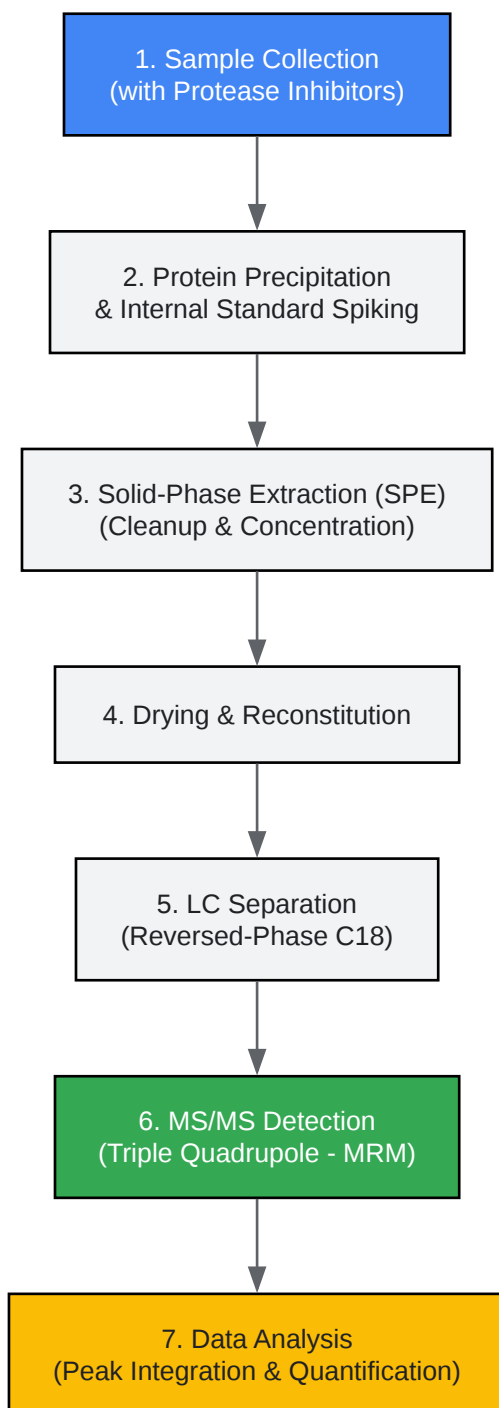 1. Sample Collection
(with Protease Inhibitors)
2. Protein Precipitation
& Internal Standard Spiking
3. Solid-Phase Extraction (SPE)
(Cleanup & Concentration)
4. Drying & Reconstitution
5. LC Separation
(Reversed-Phase C18)
6. MS/MS Detection
(Triple Quadrupole - MRM)
7. Data Analysis
(Peak Integration & Quantification)